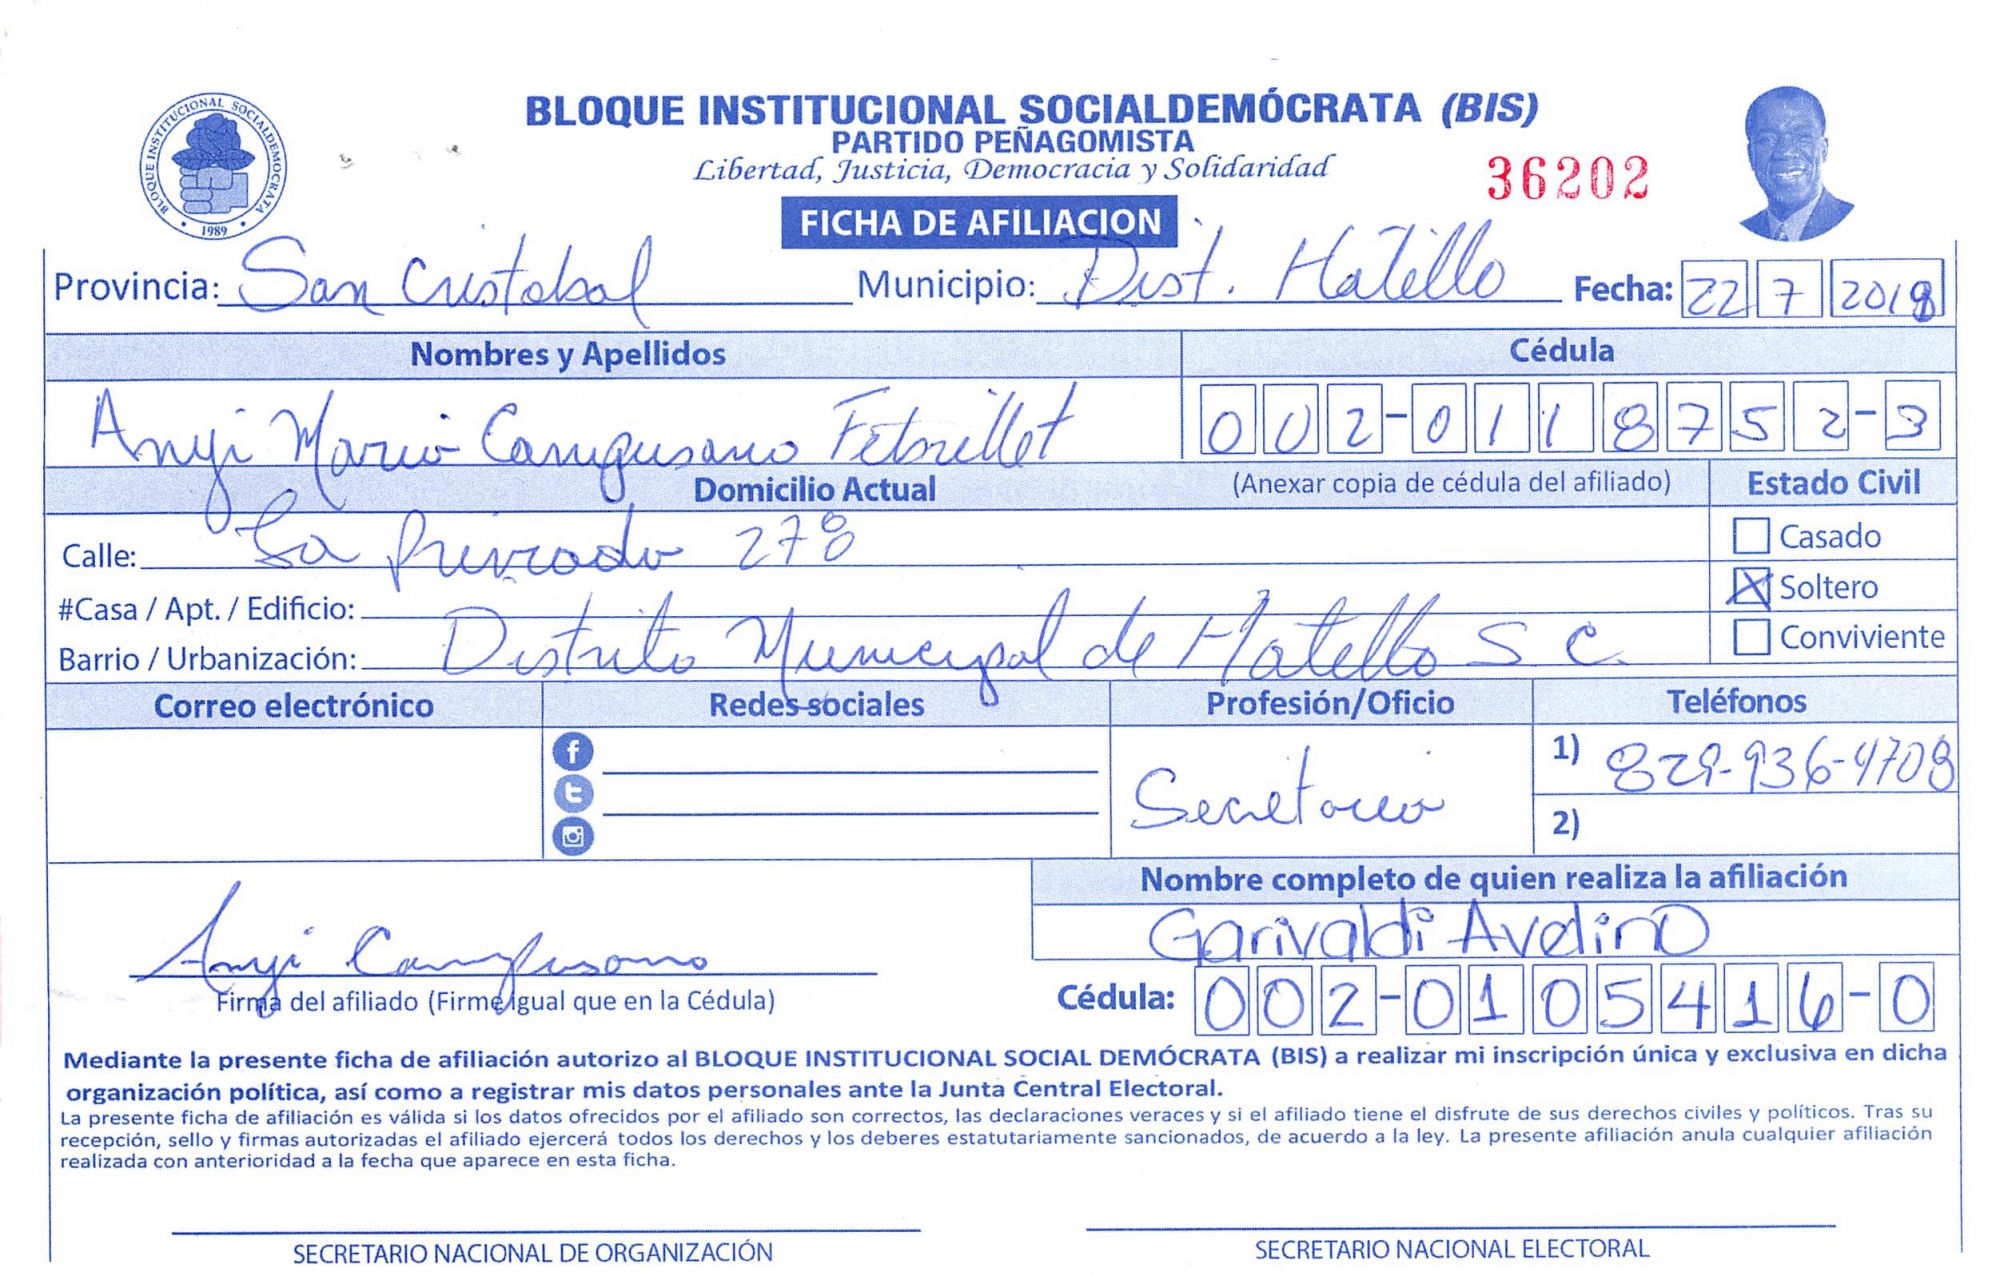 BLOQUE INSTITUCIONAL SOCIALDEMOCRATA
1989
BLOQUE INSTITUCIONAL SOCIALDEMÓCRATA (BIS)
PARTIDO PEÑAGOMISTA
Libertad, Justicia, Democracia y Solidaridad
36202
FICHA DE AFILIACION
Provincia: San Cristobal Municipio: Dist. Hatillo Fecha: 22 7 2018
Nombres y Apellidos Cédula
Anyi Campusano 002-0118752-3
Domicilio Actual (Anexar copia de cédula del afiliado) Estado Civil
Calle: La 278
Casado
#Casa / Apt. / Edificio:
Soltero
Barrio / Urbanización: Distrito Municipal de Hatillo S C.
Conviviente
Correo electrónico Redes sociales Profesión/Oficio Teléfonos
Secretaria
1) 829-936-4708
2)
Nombre completo de quien realiza la afiliación
Garivaldi Avelino
Anyi Campusano
Firma del afiliado (Firme igual que en la Cédula)
Cédula: 002-0105416-0
Mediante la presente ficha de afiliación autorizo al BLOQUE INSTITUCIONAL SOCIAL DEMÓCRATA (BIS) a realizar mi inscripción única y exclusiva en dicha
organización política, así como a registrar mis datos personales ante la Junta Central Electoral.
La presente ficha de afiliación es válida si los datos ofrecidos por el afiliado son correctos, las declaraciones veraces y si el afiliado tiene el disfrute de sus derechos civiles y políticos. Tras su
recepción, sello y firmas autorizadas el afiliado ejercerá todos los derechos y los deberes estatutariamente sancionados, de acuerdo a la ley. La presente afiliación anula cualquier afiliación
realizada con anterioridad a la fecha que aparece en esta ficha.
SECRETARIO NACIONAL DE ORGANIZACIÓN
SECRETARIO NACIONAL ELECTORAL